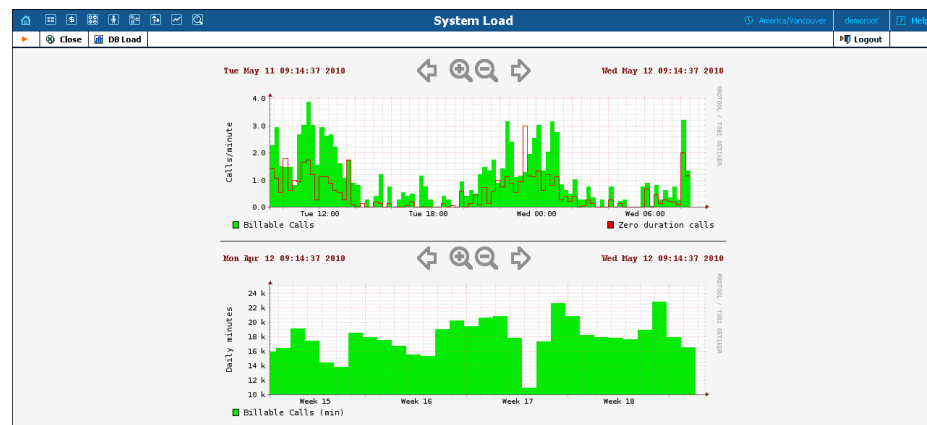 System Load
America/Vancouver
demoroot
Help
Close
DB Load
Logout
Tue May 11 09:14:37 2010
Wed May 12 09:14:37 2010
4.0
3.0
2.0
1.0
0.0
Calls/minute
Tue 12:00 Tue 18:00 Wed 00:00 Wed 06:00
Billable Calls
Zero duration calls
RRDTOOL / TOBI OETIKER
Mon Apr 12 09:14:37 2010
Wed May 12 09:14:37 2010
24 k
22 k
20 k
18 k
16 k
14 k
12 k
10 k
Daily minutes
Week 15 Week 16 Week 17 Week 18
Billable Calls (min)
RRDTOOL / TOBI OETIKER